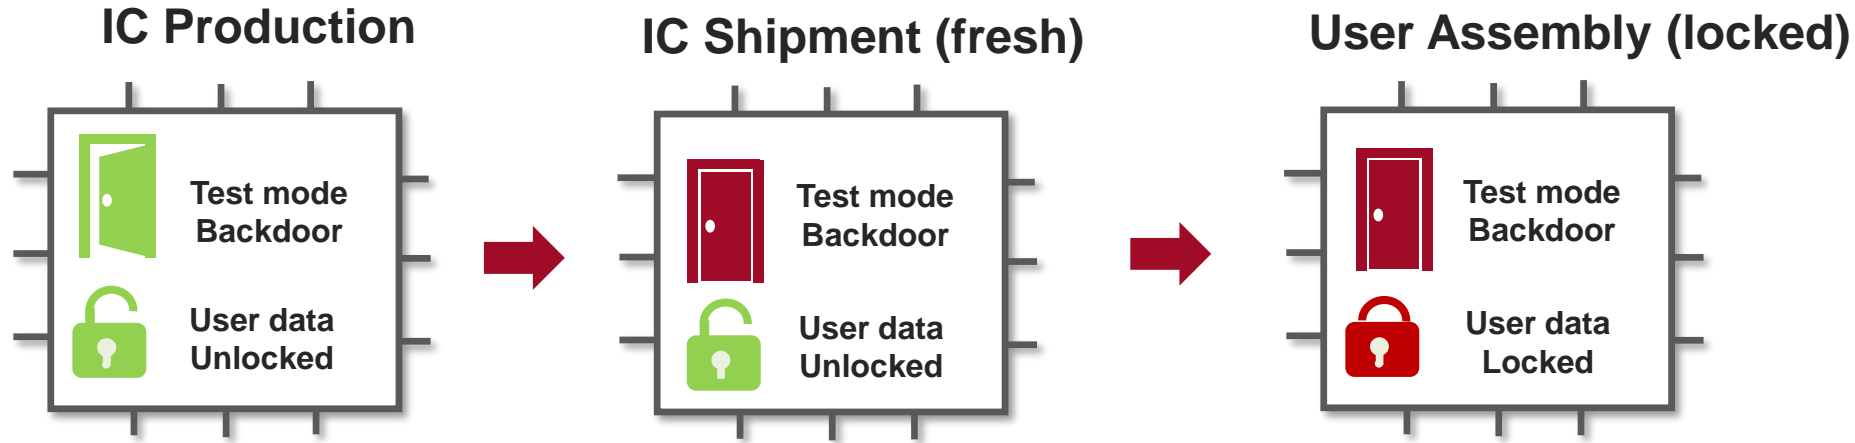 IC Production
IC Shipment (fresh)
User Assembly (locked)
Test mode
Backdoor
User data
Unlocked
Test mode
Backdoor
User data
Unlocked
Test mode
Backdoor
User data
Locked